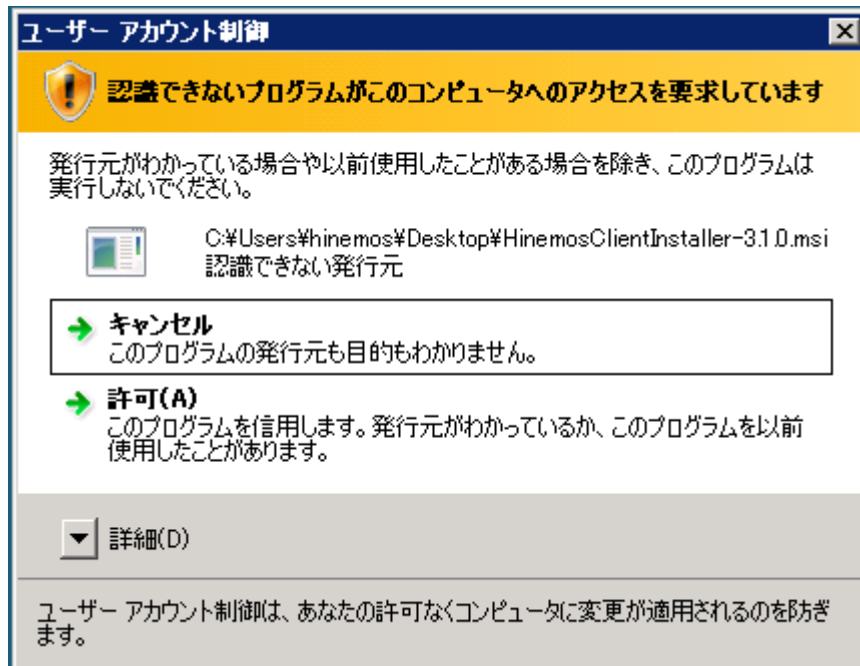 ユーザー アカウント制御
認識できないプログラムがこのコンピュータへのアクセスを要求しています
発行元がわかっている場合や以前使用したことがある場合を除き、このプログラムは
実行しないでください。
C:¥Users¥hinemos¥Desktop¥HinemosClientInstaller-3.1.0.msi
認識できない発行元
キャンセル
このプログラムの発行元も目的もわかりません。
許可(A)
このプログラムを信用します。発行元がわかっているか、このプログラムを以前
使用したことがあります。
詳細(D)
ユーザー アカウント制御は、あなたの許可なくコンピュータに変更が適用されるのを防ぎ
ます。